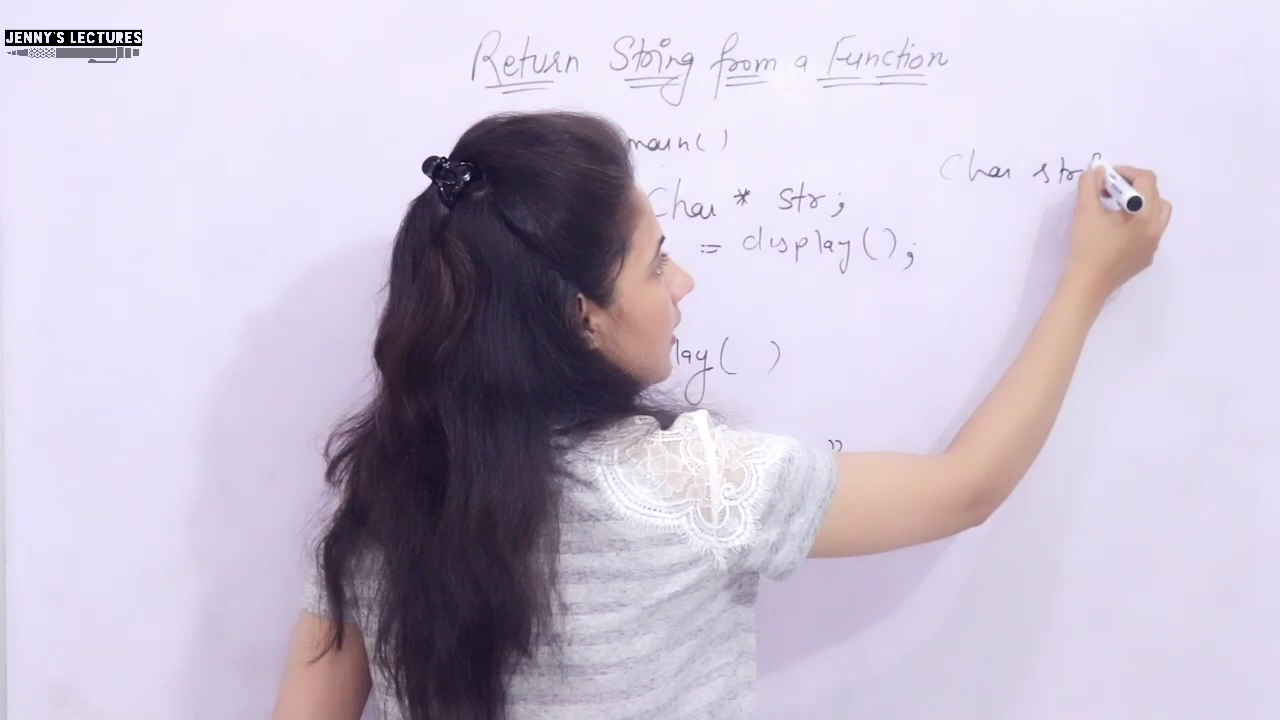 JENNY'S LECTURES
Return String from a Function
main()
Char * str;
Char str
= display();
lay( )
”